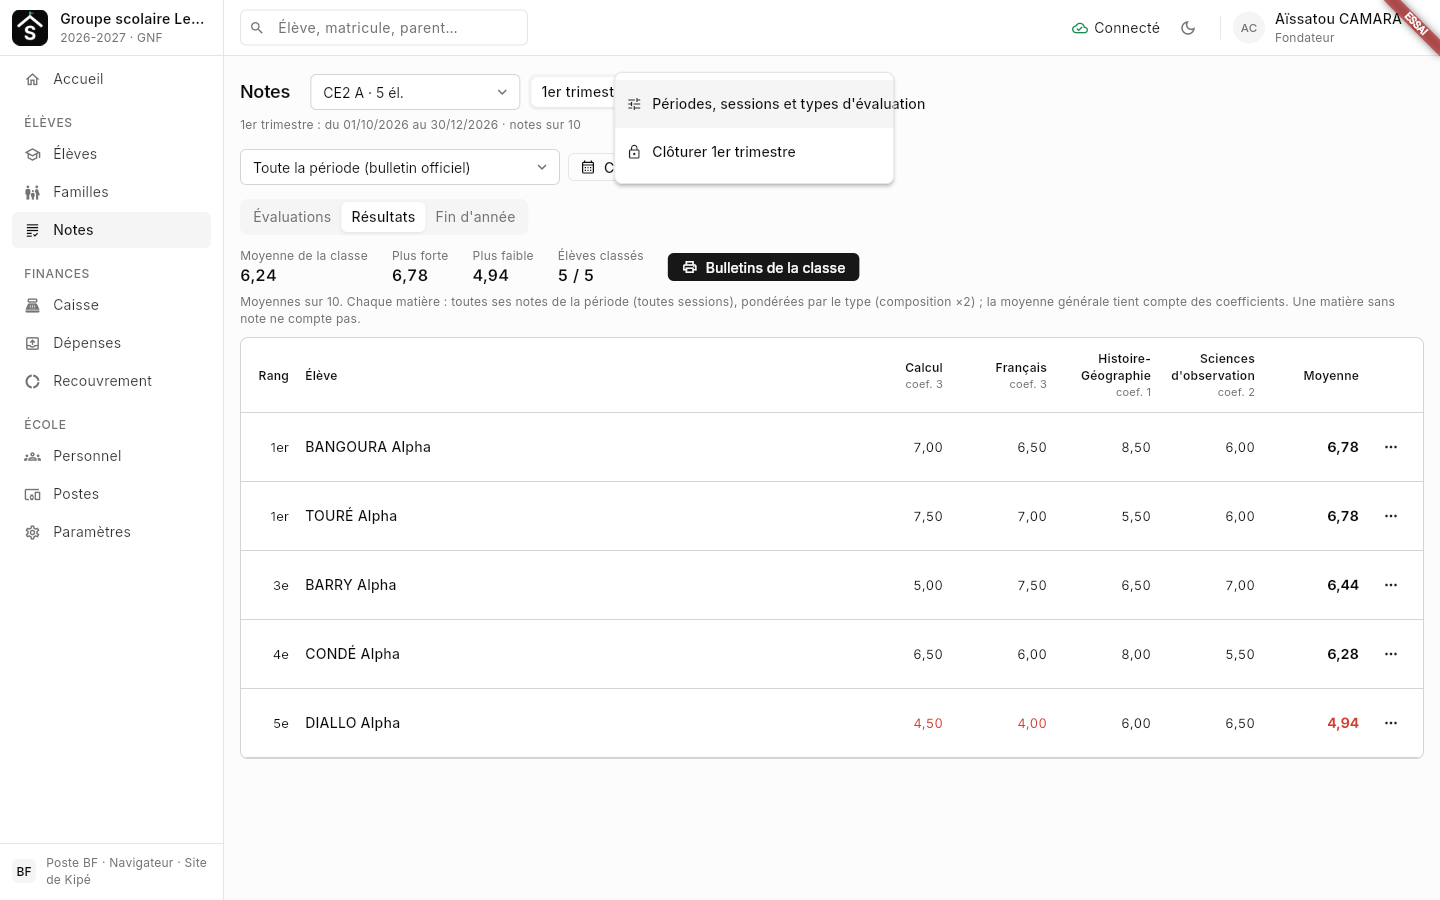 Groupe scolaire Le...
2026-2027 · GNF
Élève, matricule, parent...
Connecté
AC
Aïssatou CAMARA
Fondateur
ESSAI
Accueil
ÉLÈVES
Élèves
Familles
Notes
FINANCES
Caisse
Dépenses
Recouvrement
ÉCOLE
Personnel
Postes
Paramètres
BF
Poste BF · Navigateur · Site
de Kipé
Notes
CE2 A · 5 él.
1er trimest
Périodes, sessions et types d'évaluation
Clôturer 1er trimestre
1er trimestre : du 01/10/2026 au 30/12/2026 · notes sur 10
Toute la période (bulletin officiel)
C
Évaluations
Résultats
Fin d'année
Moyenne de la classe
6,24
Plus forte
6,78
Plus faible
4,94
Élèves classés
5 / 5
Bulletins de la classe
Moyennes sur 10. Chaque matière : toutes ses notes de la période (toutes sessions), pondérées par le type (composition ×2) ; la moyenne générale tient compte des coefficients. Une matière sans
note ne compte pas.
Rang Élève Calcul coef. 3 Français coef. 3 Histoire-Géographie coef. 1 Sciences d'observation coef. 2 Moyenne
1er BANGOURA Alpha 7,00 6,50 8,50 6,00 6,78
1er TOURÉ Alpha 7,50 7,00 5,50 6,00 6,78
3e BARRY Alpha 5,00 7,50 6,50 7,00 6,44
4e CONDÉ Alpha 6,50 6,00 8,00 5,50 6,28
5e DIALLO Alpha 4,50 4,00 6,00 6,50 4,94